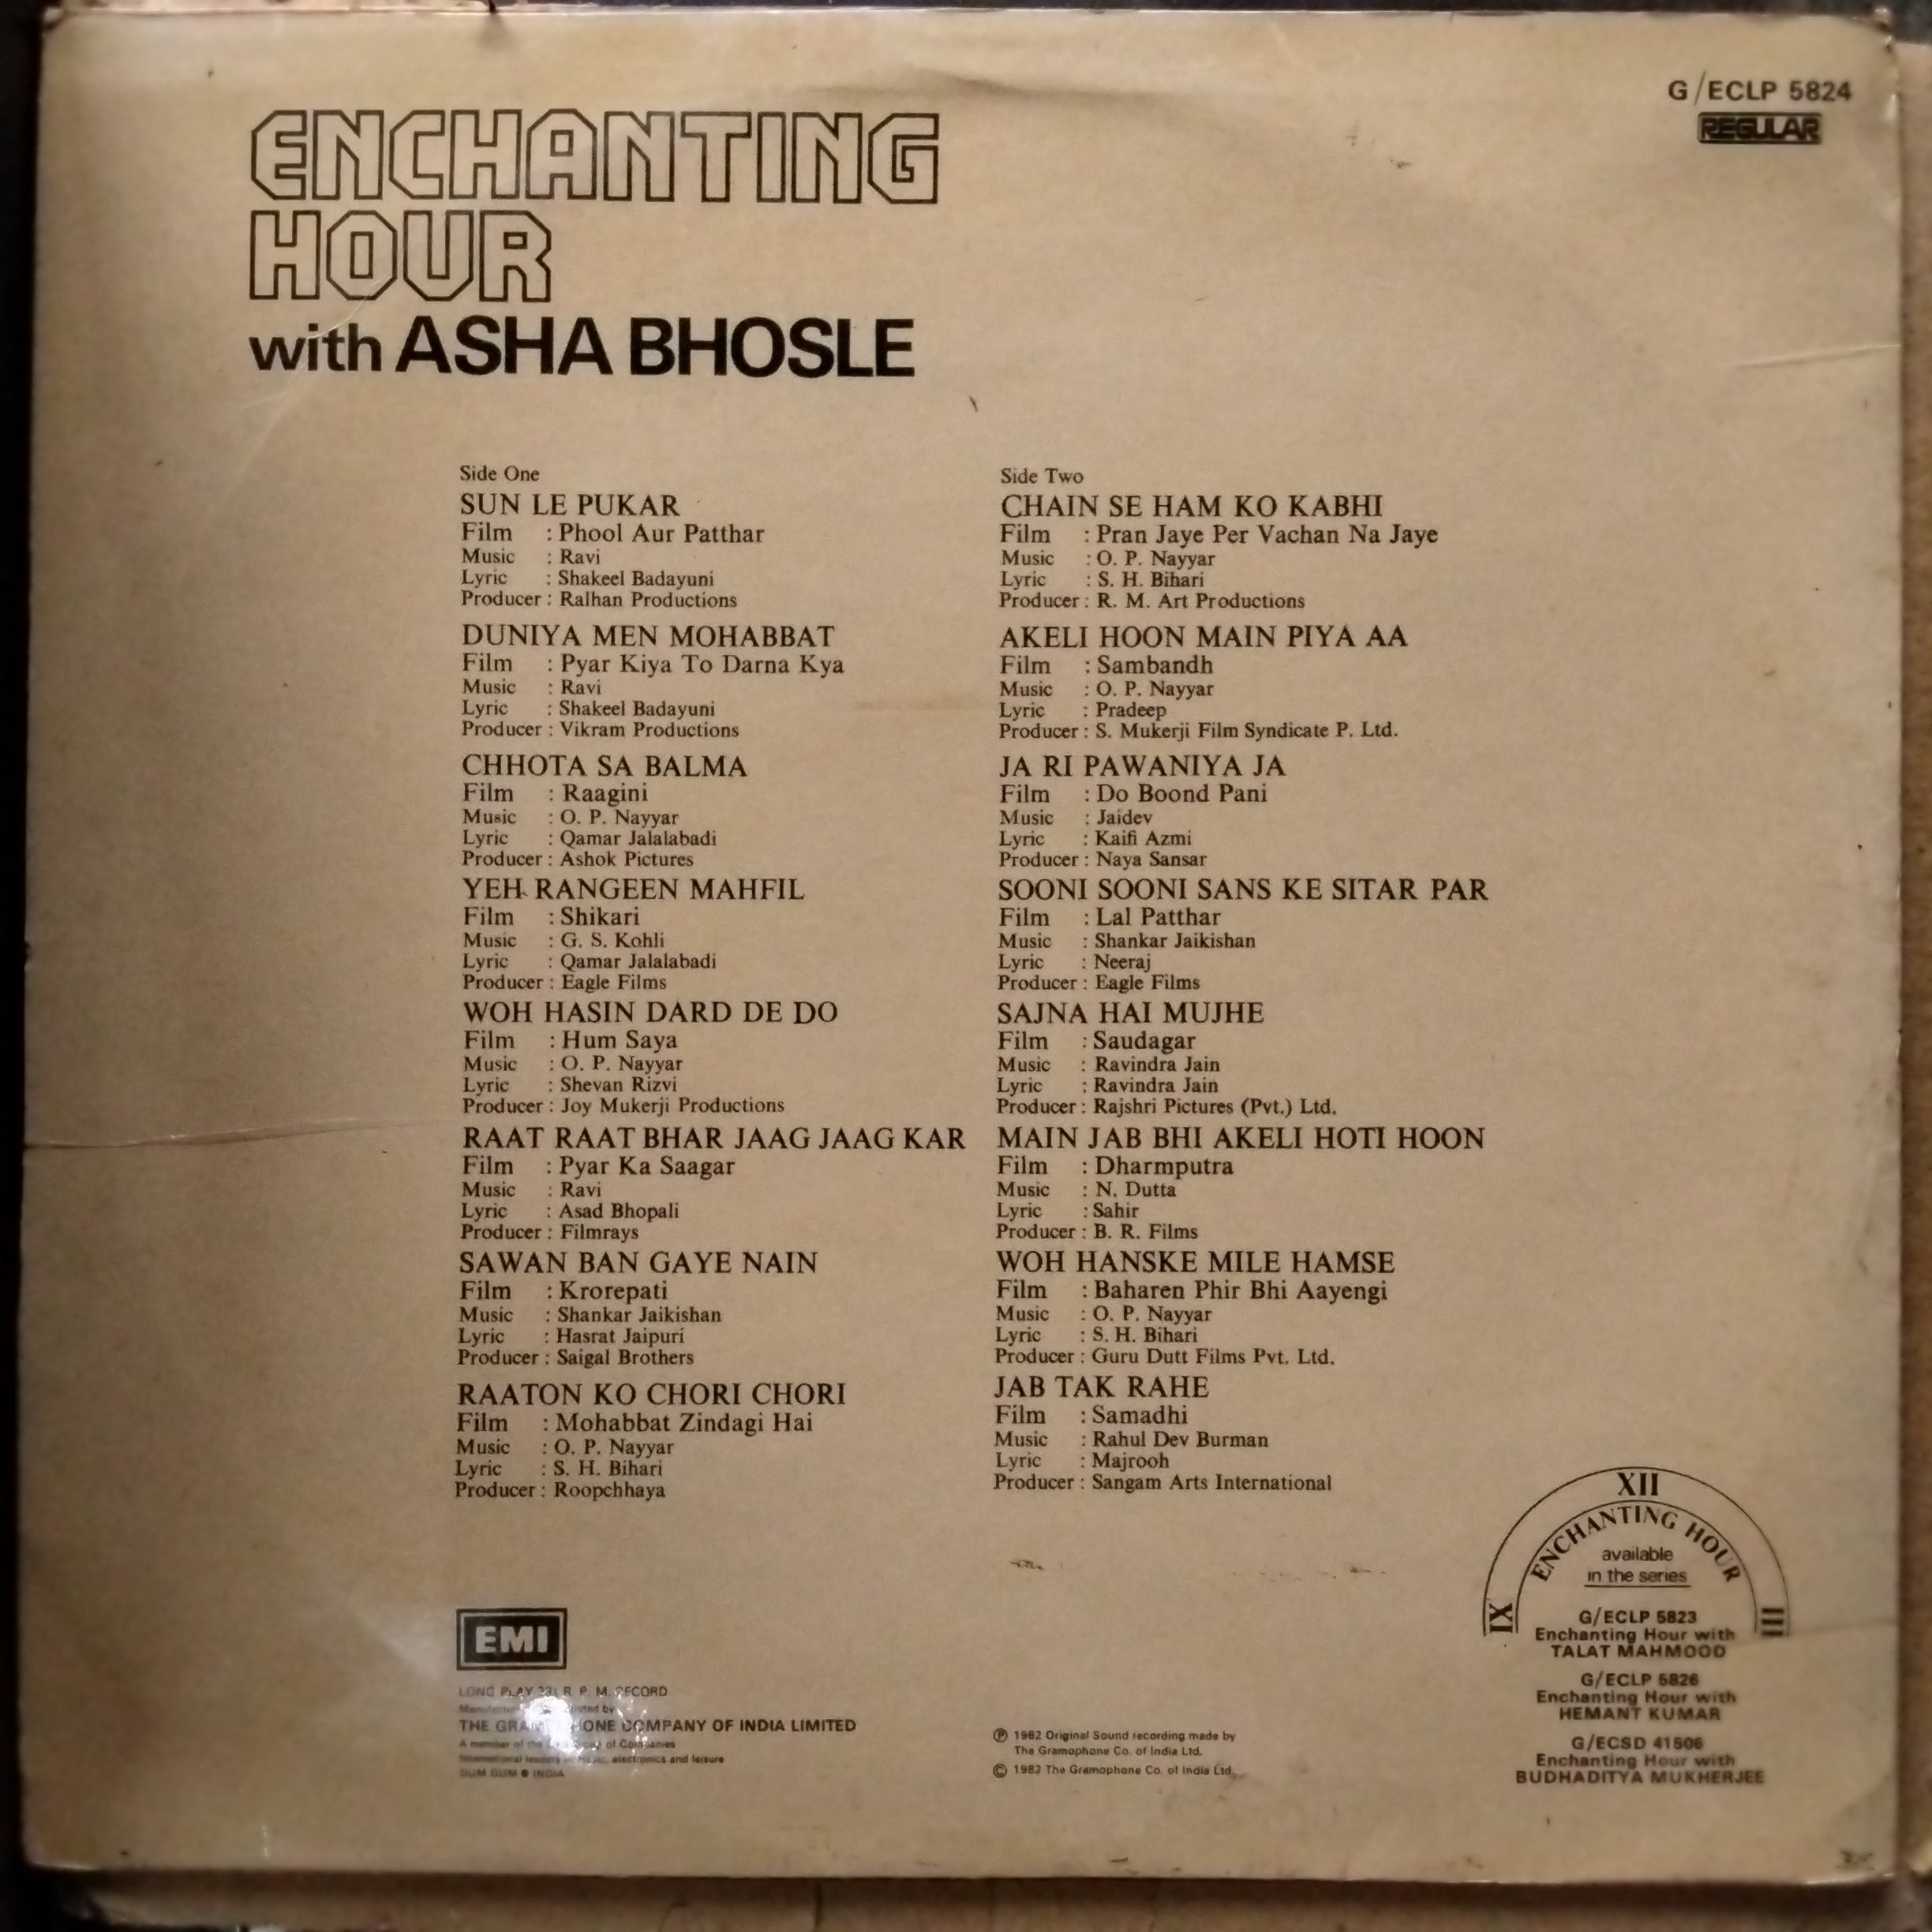 G/ECLP 5824
REGULAR
ENCHANTING
HOUR
with ASHA BHOSLE
Side One
SUN LE PUKAR
Film : Phool Aur Patthar
Music : Ravi
Lyric : Shakeel Badayuni
Producer : Ralhan Productions
DUNIYA MEN MOHABBAT
Film : Pyar Kiya To Darna Kya
Music : Ravi
Lyric : Shakeel Badayuni
Producer : Vikram Productions
CHHOTA SA BALMA
Film : Raagini
Music : O. P. Nayyar
Lyric : Qamar Jalalabadi
Producer : Ashok Pictures
YEH RANGEEN MAHFIL
Film : Shikari
Music : G. S. Kohli
Lyric : Qamar Jalalabadi
Producer : Eagle Films
WOH HASIN DARD DE DO
Film : Hum Saya
Music : O. P. Nayyar
Lyric : Shevan Rizvi
Producer : Joy Mukerji Productions
RAAT RAAT BHAR JAAG JAAG KAR
Film : Pyar Ka Saagar
Music : Ravi
Lyric : Asad Bhopali
Producer : Filmrays
SAWAN BAN GAYE NAIN
Film : Krorepati
Music : Shankar Jaikishan
Lyric : Hasrat Jaipuri
Producer : Saigal Brothers
RAATON KO CHORI CHORI
Film : Mohabbat Zindagi Hai
Music : O. P. Nayyar
Lyric : S. H. Bihari
Producer : Roopchhaya
Side Two
CHAIN SE HAM KO KABHI
Film : Pran Jaye Per Vachan Na Jaye
Music : O. P. Nayyar
Lyric : S. H. Bihari
Producer : R. M. Art Productions
AKELI HOON MAIN PIYA AA
Film : Sambandh
Music : O. P. Nayyar
Lyric : Pradeep
Producer : S. Mukerji Film Syndicate P. Ltd.
JA RI PAWANIYA JA
Film : Do Boond Pani
Music : Jaidev
Lyric : Kaifi Azmi
Producer : Naya Sansar
SOONI SOONI SANS KE SITAR PAR
Film : Lal Patthar
Music : Shankar Jaikishan
Lyric : Neeraj
Producer : Eagle Films
SAJNA HAI MUJHE
Film : Saudagar
Music : Ravindra Jain
Lyric : Ravindra Jain
Producer : Rajshri Pictures (Pvt.) Ltd.
MAIN JAB BHI AKELI HOTI HOON
Film : Dharmputra
Music : N. Dutta
Lyric : Sahir
Producer : B. R. Films
WOH HANSKE MILE HAMSE
Film : Baharen Phir Bhi Aayengi
Music : O. P. Nayyar
Lyric : S. H. Bihari
Producer : Guru Dutt Films Pvt. Ltd.
JAB TAK RAHE
Film : Samadhi
Music : Rahul Dev Burman
Lyric : Majrooh
Producer : Sangam Arts International
EMI
LONG PLAY R. P. M. RECORD
by
THE COMPANY OF INDIA LIMITED
A member of the of Companies
International electronics and leisure
DUM DUM ● INDIA
Ⓟ 1982 Original Sound recording made by
The Gramophone Co. of India Ltd.
© 1982 The Gramophone Co. of India Ltd.
XII
IX
III
ENCHANTING HOUR
available
in the series
G/ECLP 5823
Enchanting Hour with
TALAT MAHMOOD
G/ECLP 5826
Enchanting Hour with
HEMANT KUMAR
G/ECSD 41506
Enchanting Hour with
BUDHADITYA MUKHERJEE